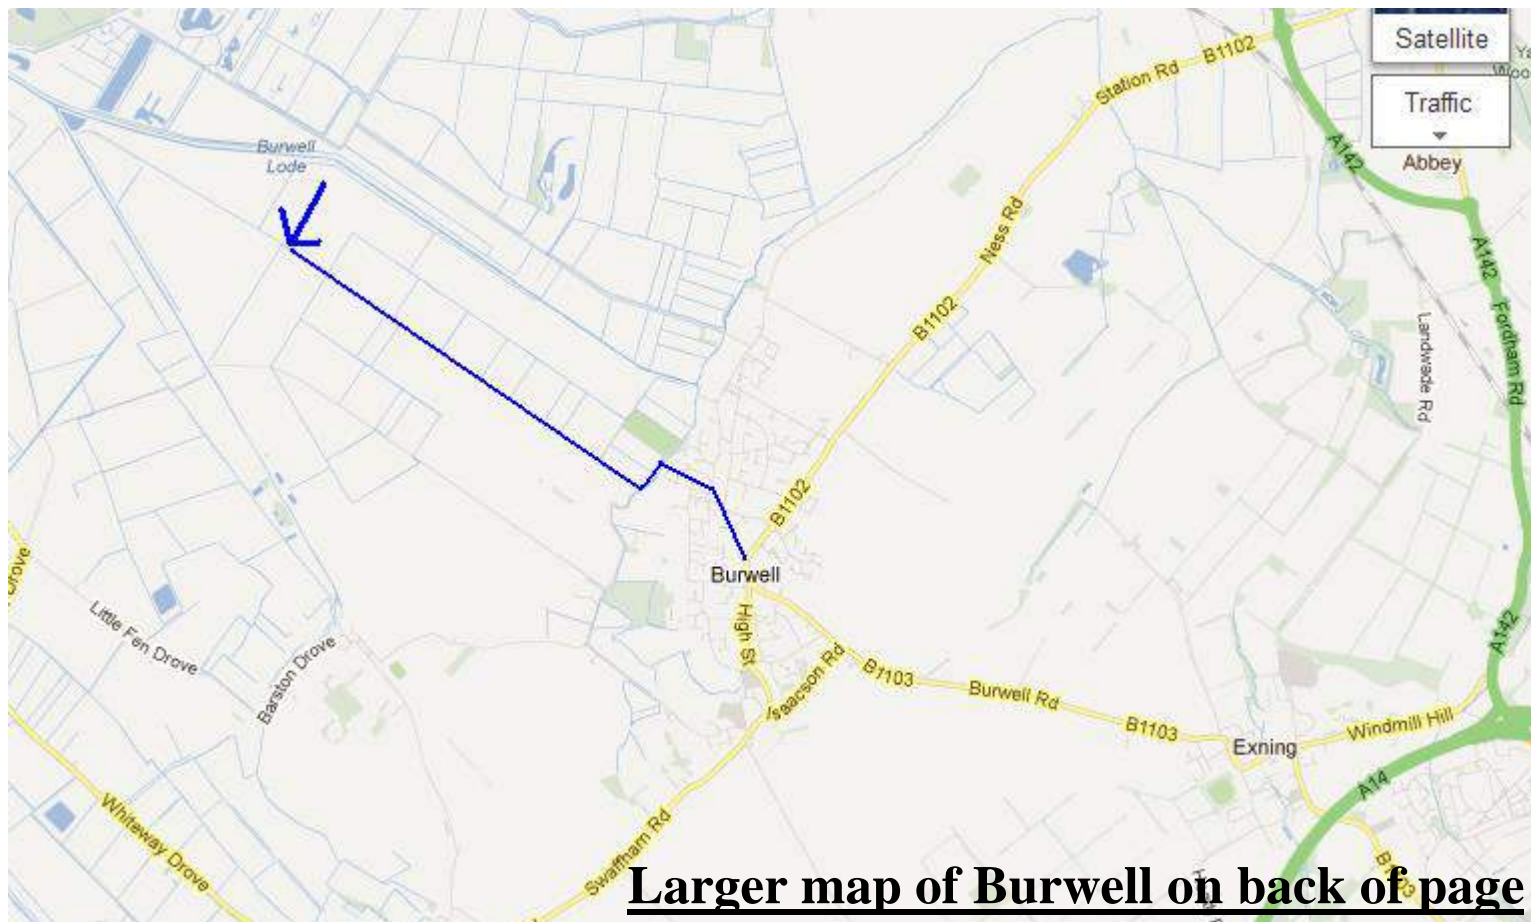 B1102
Satellite
Station Rd
Traffic
A142
Abbey
Burwell
Lode
Ness Rd
A142
B1102
Fordham Rd
Landwade Rd
B1102
Drove
Burwell
Little Fen Drove
High St
A142
Barston Drove
Isaacson Rd
B1103
Burwell Rd
B1103
Windmill Hill
Exning
A14
Whiteway Drove
Swaffham Rd
B1103
Larger map of Burwell on back of page